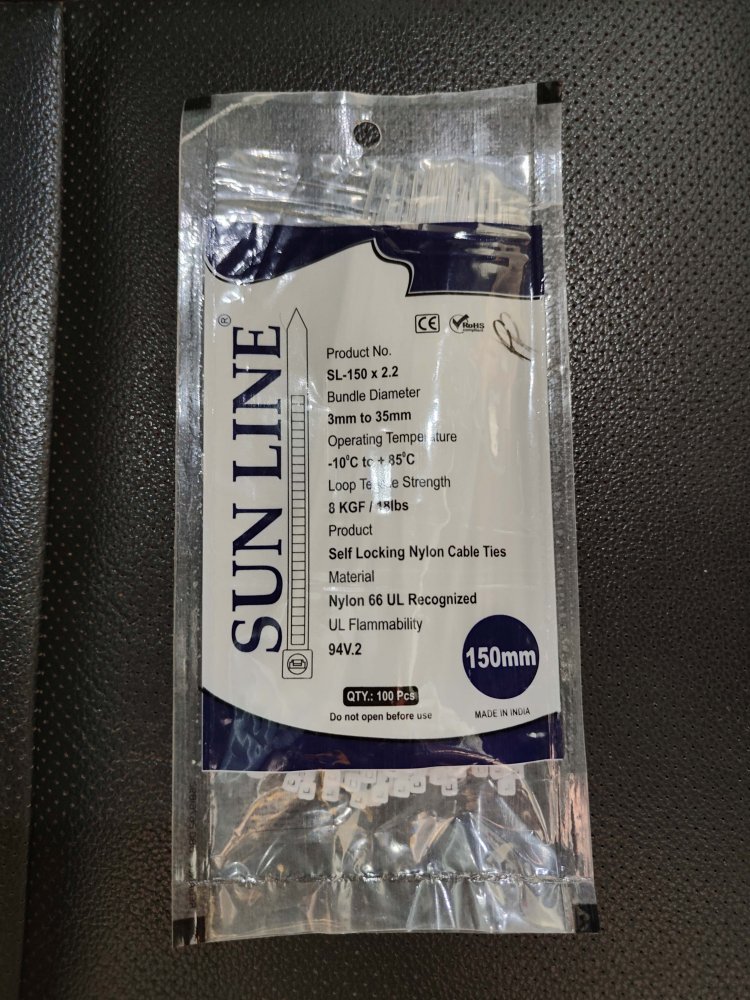 SUN LINE®
CE
RoHS
Compliant
Product No.
SL-150 x 2.2
Bundle Diameter
3mm to 35mm
Operating Temperature
-10°C to + 85°C
Loop Tensile Strength
8 KGF / 18lbs
Product
Self Locking Nylon Cable Ties
Material
Nylon 66 UL Recognized
UL Flammability
94V.2
150mm
QTY.: 100 Pcs
Do not open before use
MADE IN INDIA